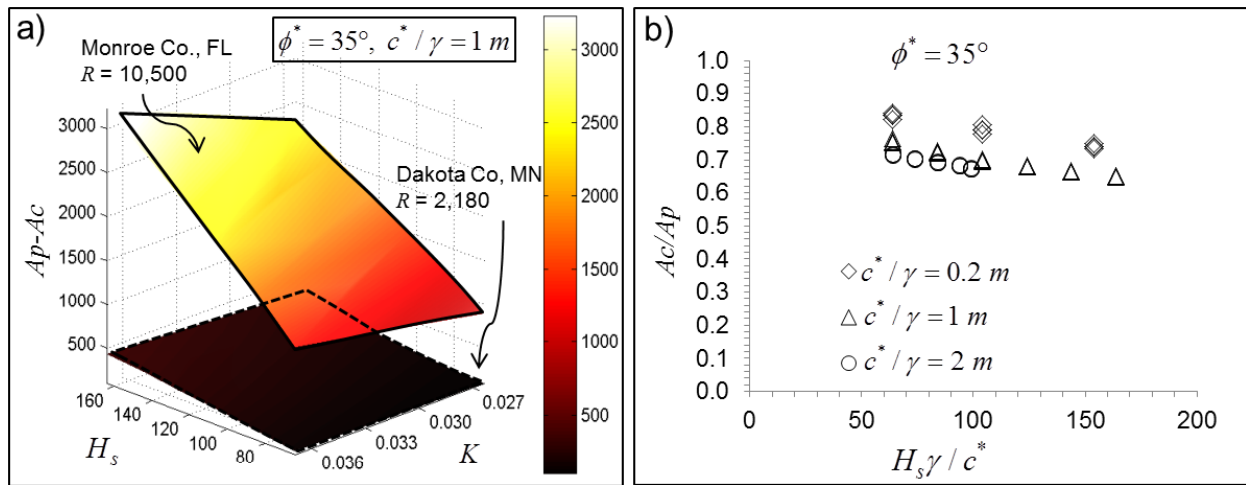 a)
Monroe Co., FL
R = 10,500
ϕ* = 35°, c* / γ = 1 m
Dakota Co, MN
R = 2,180
Ap-Ac
3000
2500
2000
1500
1000
500
160
140
120
100
80
H_s
0.036
0.033
0.030
0.027
K
3000
2500
2000
1500
1000
500
b)
ϕ* = 35°
Ac/Ap
1.0
0.9
0.8
0.7
0.6
0.5
0.4
0.3
0.2
0.1
0.0
c* / γ = 0.2 m
c* / γ = 1 m
c* / γ = 2 m
0 50 100 150 200
H_s γ / c*